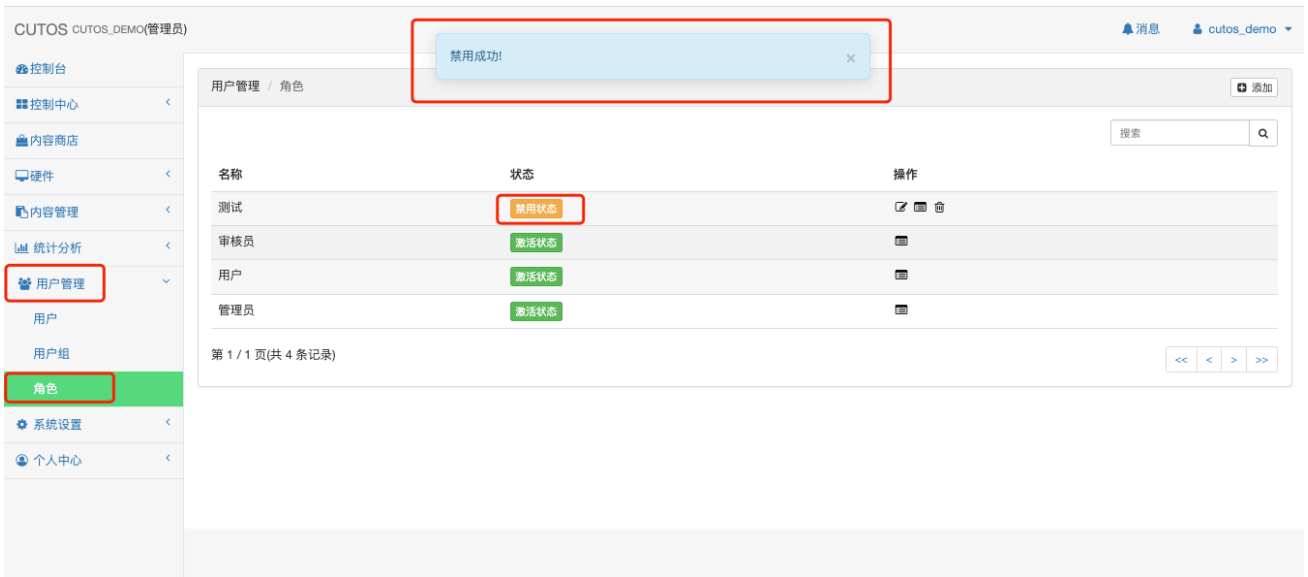 CUTOS CUTOS_DEMO(管理员)
消息
cutos_demo
禁用成功!
×
控制台
控制中心
内容商店
硬件
内容管理
统计分析
用户管理
用户
用户组
角色
系统设置
个人中心
用户管理 / 角色
添加
搜索
名称 状态 操作
测试 禁用状态
审核员 激活状态
用户 激活状态
管理员 激活状态
第 1 / 1 页(共 4 条记录)
<< < > >>